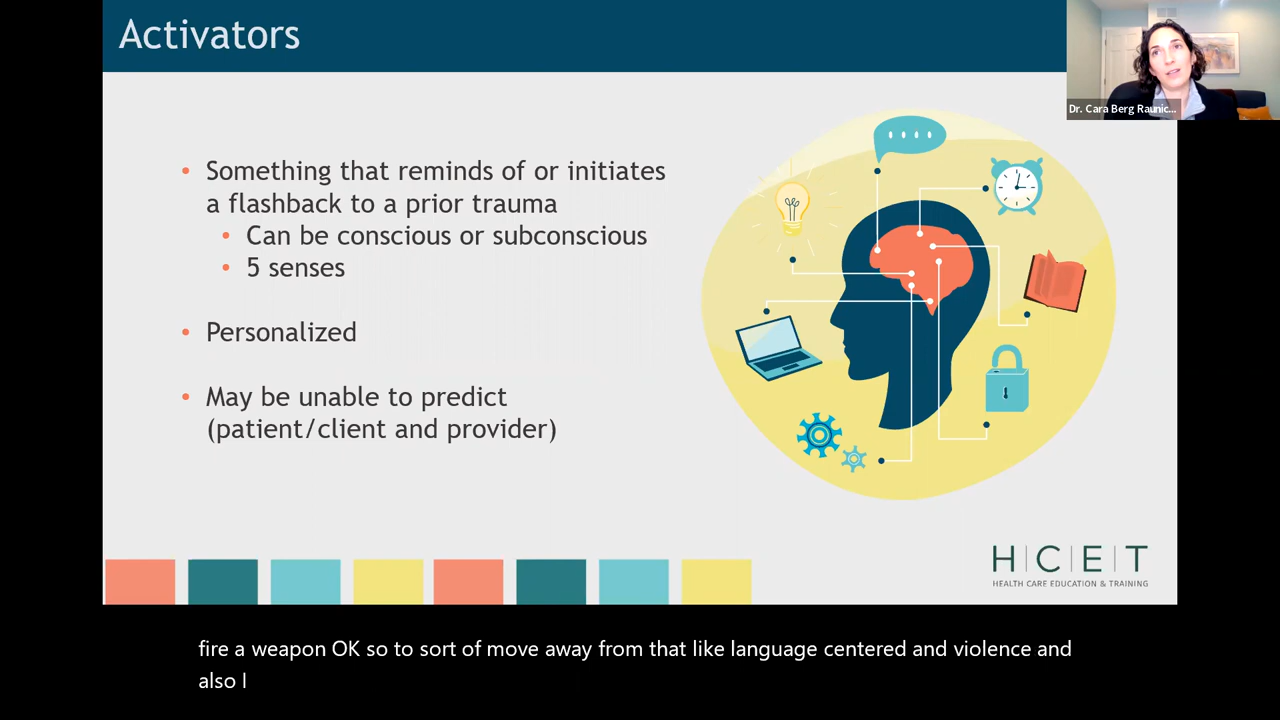 Activators
Dr. Cara Berg Raunic...
• Something that reminds of or initiates
a flashback to a prior trauma
• Can be conscious or subconscious
• 5 senses
• Personalized
• May be unable to predict
(patient/client and provider)
H|C|E|T
HEALTH CARE EDUCATION & TRAINING
fire a weapon OK so to sort of move away from that like language centered and violence and
also I